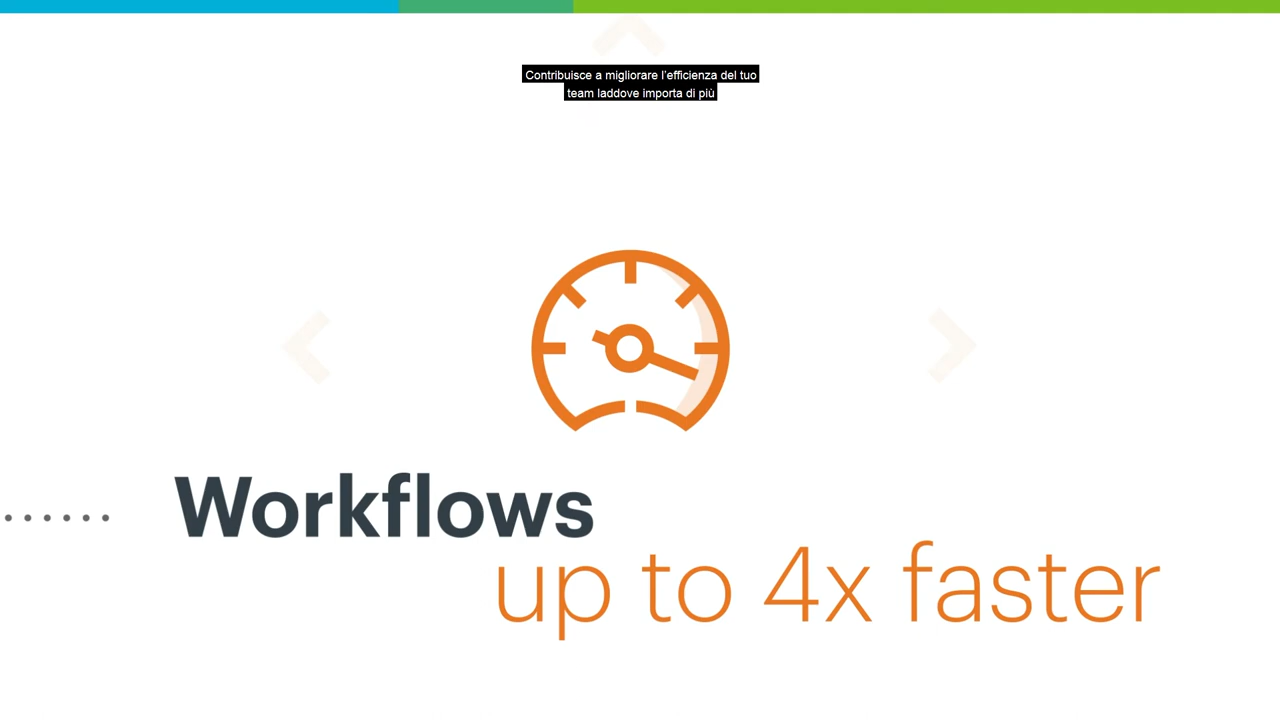 Contribuisce a migliorare l’efficienza del tuo
team laddove importa di più
Workflows
up to 4x faster